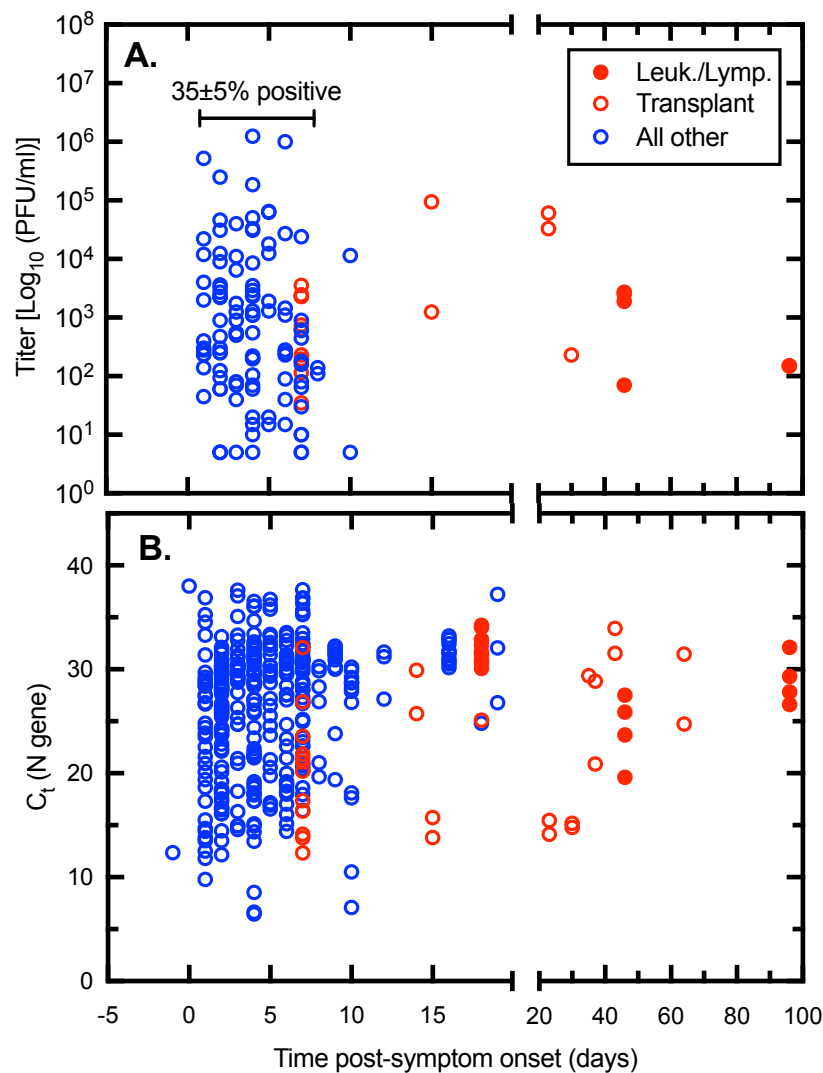 A.
35±5% positive
Leuk./Lymp.
Transplant
All other
10⁸
10⁷
10⁶
10⁵
10⁴
10³
10²
10¹
10⁰
Titer [Log₁₀ (PFU/ml)]
B.
40
30
20
10
0
Cₜ (N gene)
-5 0 5 10 15 20 40 60 80 100
Time post-symptom onset (days)